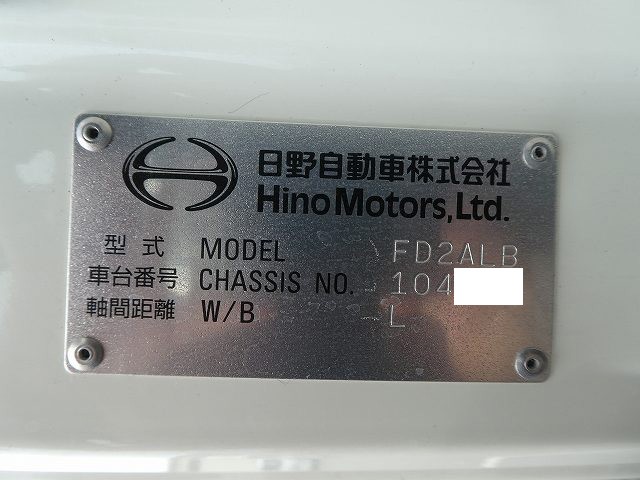 日野自動車株式会社
Hino Motors, Ltd.
型式 MODEL FD2ALB
車台番号 CHASSIS NO. 104
軸間距離 W/B L